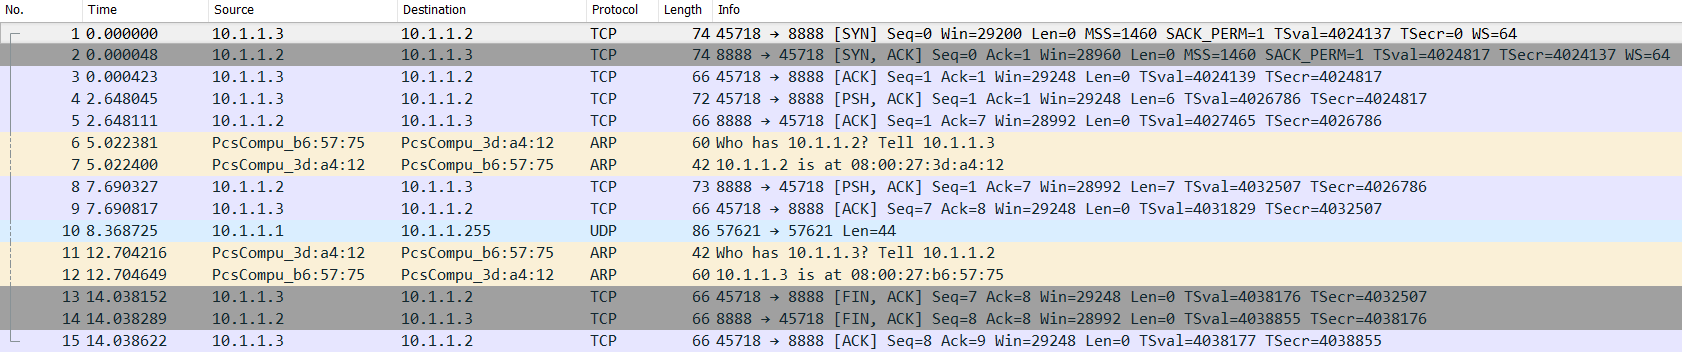 No. Time Source Destination Protocol Length Info
1 0.000000 10.1.1.3 10.1.1.2 TCP 74 45718 → 8888 [SYN] Seq=0 Win=29200 Len=0 MSS=1460 SACK_PERM=1 TSval=4024137 TSecr=0 WS=64
2 0.000048 10.1.1.2 10.1.1.3 TCP 74 8888 → 45718 [SYN, ACK] Seq=0 Ack=1 Win=28960 Len=0 MSS=1460 SACK_PERM=1 TSval=4024817 TSecr=4024137 WS=64
3 0.000423 10.1.1.3 10.1.1.2 TCP 66 45718 → 8888 [ACK] Seq=1 Ack=1 Win=29248 Len=0 TSval=4024139 TSecr=4024817
4 2.648045 10.1.1.3 10.1.1.2 TCP 72 45718 → 8888 [PSH, ACK] Seq=1 Ack=1 Win=29248 Len=6 TSval=4026786 TSecr=4024817
5 2.648111 10.1.1.2 10.1.1.3 TCP 66 8888 → 45718 [ACK] Seq=1 Ack=7 Win=28992 Len=0 TSval=4027465 TSecr=4026786
6 5.022381 PcsCompu_b6:57:75 PcsCompu_3d:a4:12 ARP 60 Who has 10.1.1.2? Tell 10.1.1.3
7 5.022400 PcsCompu_3d:a4:12 PcsCompu_b6:57:75 ARP 42 10.1.1.2 is at 08:00:27:3d:a4:12
8 7.690327 10.1.1.2 10.1.1.3 TCP 73 8888 → 45718 [PSH, ACK] Seq=1 Ack=7 Win=28992 Len=7 TSval=4032507 TSecr=4026786
9 7.690817 10.1.1.3 10.1.1.2 TCP 66 45718 → 8888 [ACK] Seq=7 Ack=8 Win=29248 Len=0 TSval=4031829 TSecr=4032507
10 8.368725 10.1.1.1 10.1.1.255 UDP 86 57621 → 57621 Len=44
11 12.704216 PcsCompu_3d:a4:12 PcsCompu_b6:57:75 ARP 42 Who has 10.1.1.3? Tell 10.1.1.2
12 12.704649 PcsCompu_b6:57:75 PcsCompu_3d:a4:12 ARP 60 10.1.1.3 is at 08:00:27:b6:57:75
13 14.038152 10.1.1.3 10.1.1.2 TCP 66 45718 → 8888 [FIN, ACK] Seq=7 Ack=8 Win=29248 Len=0 TSval=4038176 TSecr=4032507
14 14.038289 10.1.1.2 10.1.1.3 TCP 66 8888 → 45718 [FIN, ACK] Seq=8 Ack=8 Win=28992 Len=0 TSval=4038855 TSecr=4038176
15 14.038622 10.1.1.3 10.1.1.2 TCP 66 45718 → 8888 [ACK] Seq=8 Ack=9 Win=29248 Len=0 TSval=4038177 TSecr=4038855